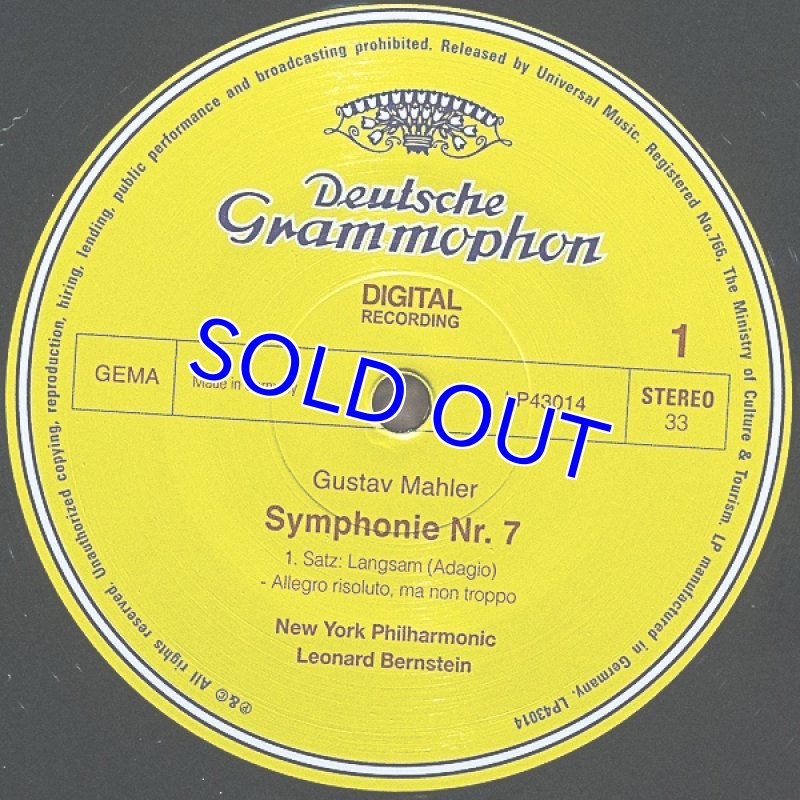 Deutsche
Grammophon
DIGITAL
RECORDING
1
GEMA
Made in Germany
LP43014
STEREO
33
SOLD OUT
Gustav Mahler
Symphonie Nr. 7
1. Satz: Langsam (Adagio)
- Allegro risoluto, ma non troppo
New York Philharmonic
Leonard Bernstein
℗&© All rights reserved. Unauthorized copying, reproduction, hiring, lending, public performance and broadcasting prohibited. Released by Universal Music. Registered No.766, The Ministry of Culture & Tourism. LP manufactured in Germany. LP43014